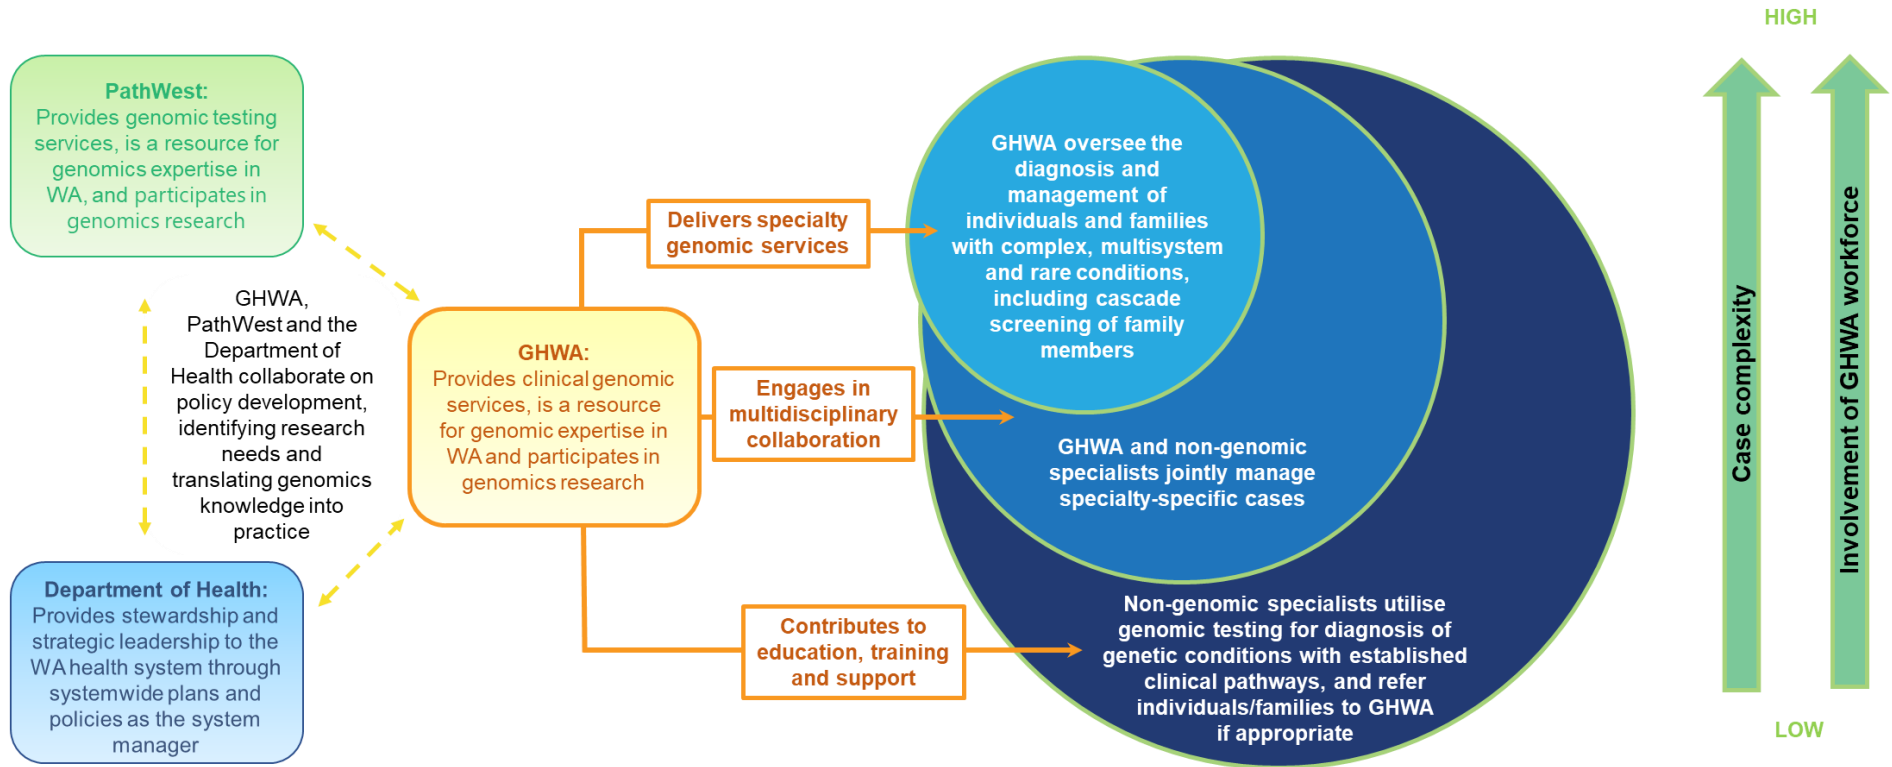 PathWest:
Provides genomic testing
services, is a resource for
genomics expertise in
WA, and participates in
genomics research
GHWA,
PathWest and the
Department of
Health collaborate on
policy development,
identifying research
needs and
translating genomics
knowledge into
practice
Department of Health:
Provides stewardship and
strategic leadership to the
WA health system through
systemwide plans and
policies as the system
manager
GHWA:
Provides clinical genomic
services, is a resource
for genomic expertise in
WA and participates in
genomics research
Delivers specialty
genomic services
Engages in
multidisciplinary
collaboration
Contributes to
education, training
and support
GHWA oversee the
diagnosis and
management of
individuals and families
with complex, multisystem
and rare conditions,
including cascade
screening of family
members
GHWA and non-genomic
specialists jointly manage
specialty-specific cases
Non-genomic specialists utilise
genomic testing for diagnosis of
genetic conditions with established
clinical pathways, and refer
individuals/families to GHWA
if appropriate
HIGH
Case complexity
Involvement of GHWA workforce
LOW